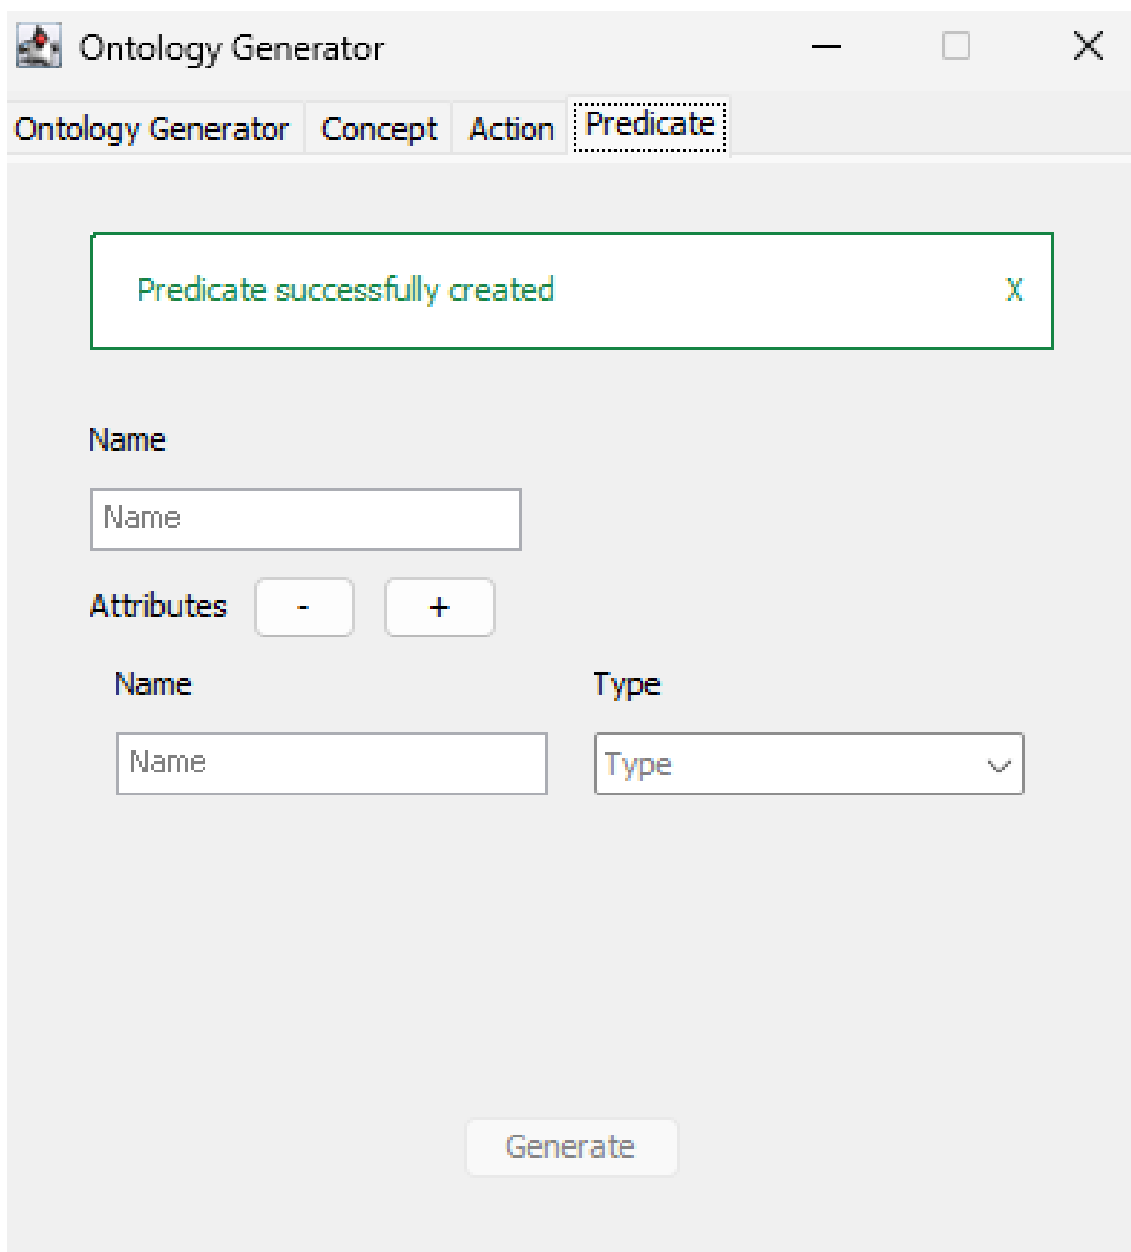 Ontology Generator
Ontology Generator Concept Action Predicate
Predicate successfully created X
Name
Name
Attributes - +
Name Type
Name Type
Generate